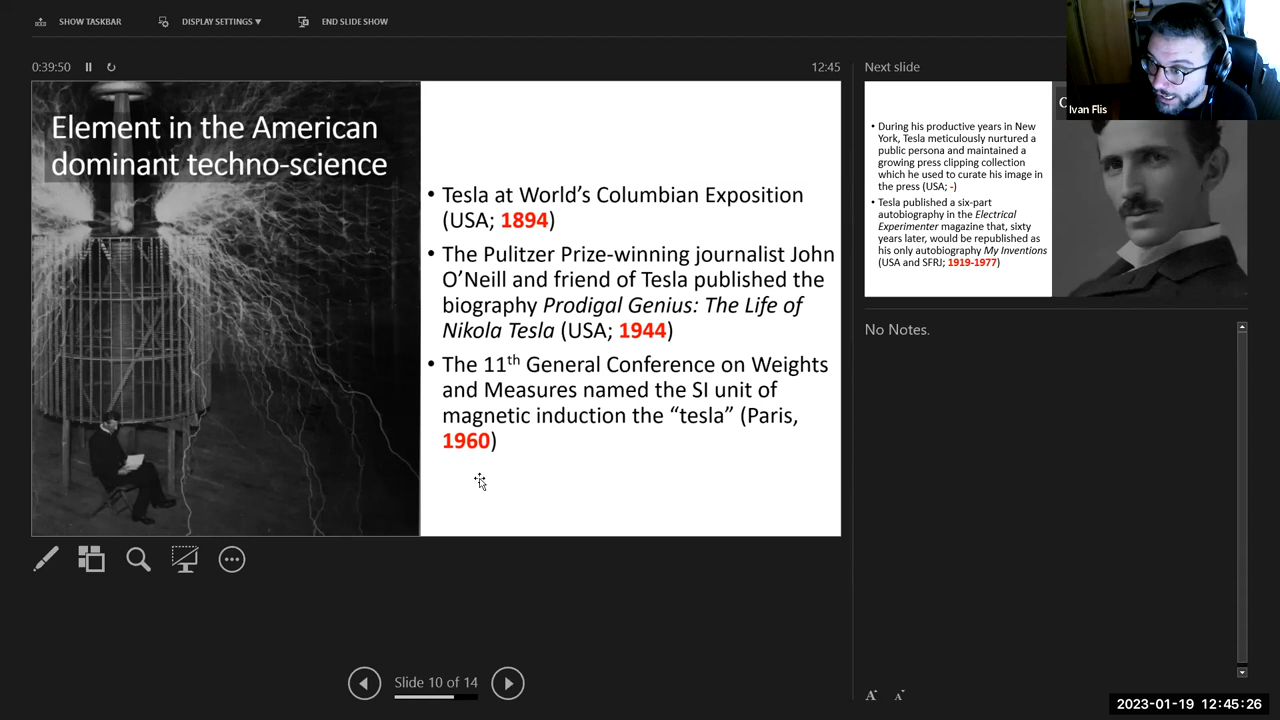 SHOW TASKBAR
DISPLAY SETTINGS ▼
END SLIDE SHOW
0:39:50
12:45
Element in the American
dominant techno-science
• Tesla at World’s Columbian Exposition
(USA; 1894)
• The Pulitzer Prize-winning journalist John
O’Neill and friend of Tesla published the
biography Prodigal Genius: The Life of
Nikola Tesla (USA; 1944)
• The 11th General Conference on Weights
and Measures named the SI unit of
magnetic induction the “tesla” (Paris,
1960)
Slide 10 of 14
Next slide
• During his productive years in New
York, Tesla meticulously nurtured a
public persona and maintained a
growing press clipping collection
which he used to curate his image in
the press (USA; -)
• Tesla published a six-part
autobiography in the Electrical
Experimenter magazine that, sixty
years later, would be republished as
his only autobiography My Inventions
(USA and SFRJ; 1919-1977)
Ivan Flis
No Notes.
A A
2023-01-19 12:45:26